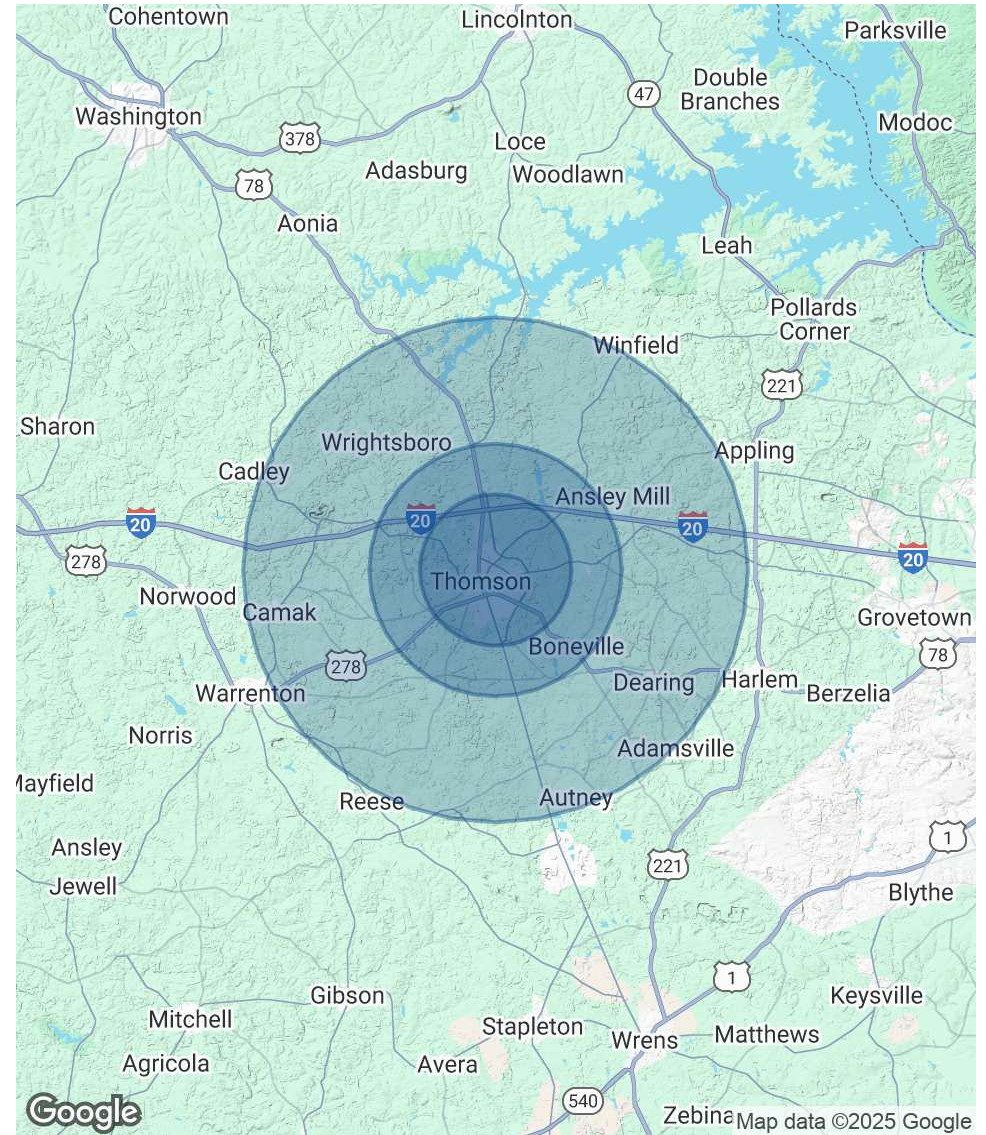 Cohentown
Lincolnton
Parksville
47
Double
Branches
Washington
Modoc
378
Loce
Adasburg
Woodlawn
78
Aonia
Leah
Pollards
Corner
Winfield
221
Sharon
Wrightsboro
Appling
Cadley
Ansley Mill
20
20
20
20
278
Thomson
Norwood
Camak
Grovetown
Boneville
78
278
Dearing
Harlem
Warrenton
Berzelia
Norris
Adamsville
Mayfield
Reese
Autney
1
Ansley
221
Jewell
Blythe
1
Gibson
Keysville
Mitchell
Stapleton
Wrens
Matthews
Agricola
Avera
540
Google
Zebina
Map data ©2025 Google